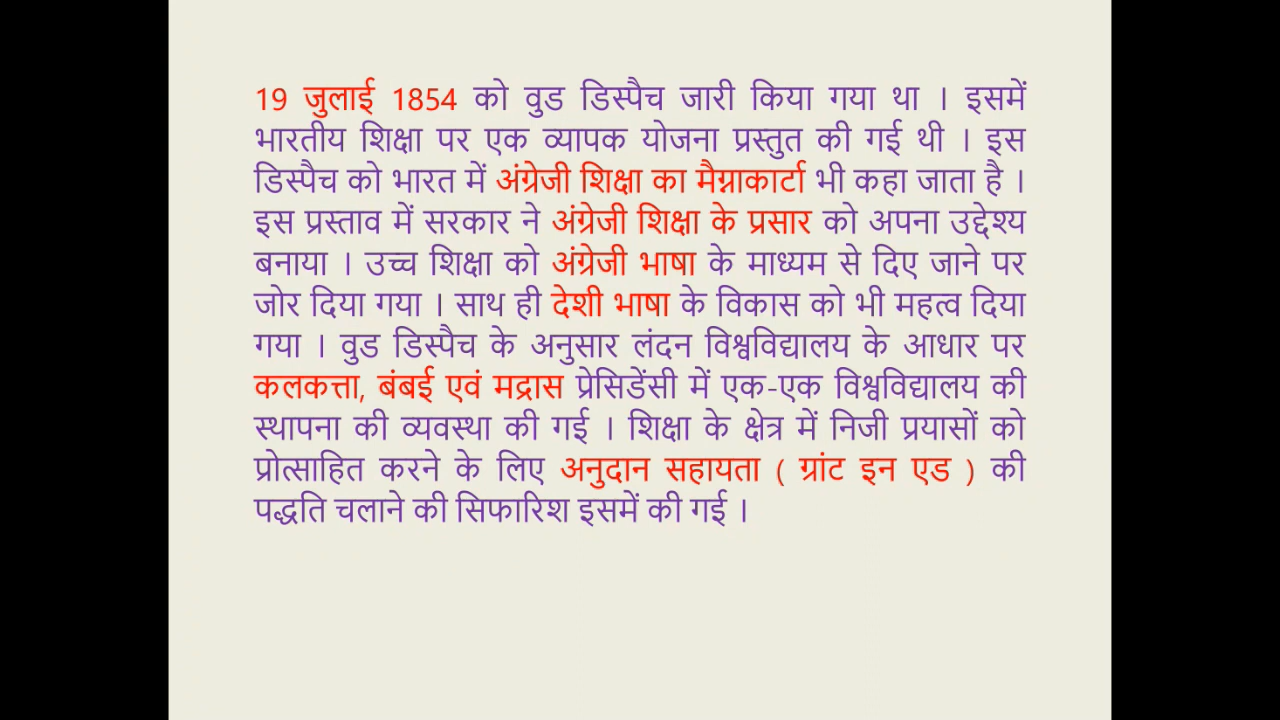 19 जुलाई 1854 को वुड डिस्पैच जारी किया गया था । इसमें
भारतीय शिक्षा पर एक व्यापक योजना प्रस्तुत की गई थी । इस
डिस्पैच को भारत में अंग्रेजी शिक्षा का मैग्नाकार्टा भी कहा जाता है ।
इस प्रस्ताव में सरकार ने अंग्रेजी शिक्षा के प्रसार को अपना उद्देश्य
बनाया । उच्च शिक्षा को अंग्रेजी भाषा के माध्यम से दिए जाने पर
जोर दिया गया । साथ ही देशी भाषा के विकास को भी महत्व दिया
गया । वुड डिस्पैच के अनुसार लंदन विश्वविद्यालय के आधार पर
कलकत्ता, बंबई एवं मद्रास प्रेसिडेंसी में एक-एक विश्वविद्यालय की
स्थापना की व्यवस्था की गई । शिक्षा के क्षेत्र में निजी प्रयासों को
प्रोत्साहित करने के लिए अनुदान सहायता ( ग्रांट इन एड ) की
पद्धति चलाने की सिफारिश इसमें की गई ।